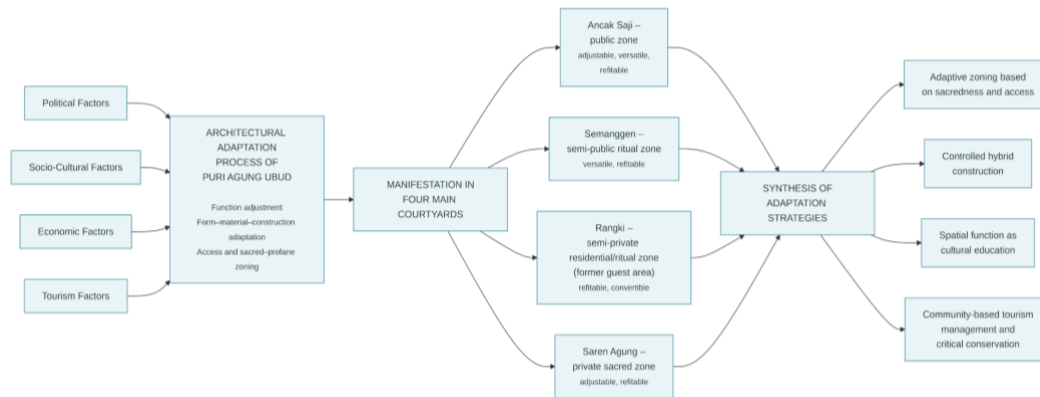 Political Factors
Socio-Cultural Factors
Economic Factors
Tourism Factors
ARCHITECTURAL
ADAPTATION
PROCESS OF
PURI AGUNG UBUD
Function adjustment
Form–material–construction
adaptation
Access and sacred–profane
zoning
MANIFESTATION IN
FOUR MAIN
COURTYARDS
Ancak Saji –
public zone
adjustable, versatile,
refitable
Semanggen –
semi-public ritual zone
versatile, refitable
Rangki –
semi-private
residential/ritual zone
(former guest area)
refitable, convertible
Saren Agung –
private sacred zone
adjustable, refitable
SYNTHESIS OF
ADAPTATION
STRATEGIES
Adaptive zoning based
on sacredness and access
Controlled hybrid
construction
Spatial function as
cultural education
Community-based tourism
management and
critical conservation